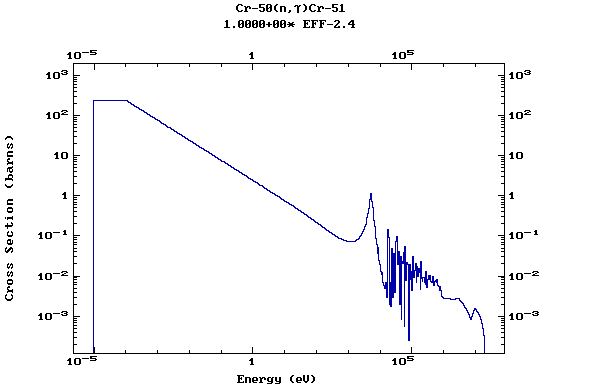 Cr-50(n,γ)Cr-51
1.0000+00* EFF-2.4
10⁻⁵ 1 10⁵
10³ 10³
10² 10²
10 10
1 1
10⁻¹ 10⁻¹
10⁻² 10⁻²
10⁻³ 10⁻³
Cross Section (barns)
10⁻⁵ 1 10⁵
Energy (eV)